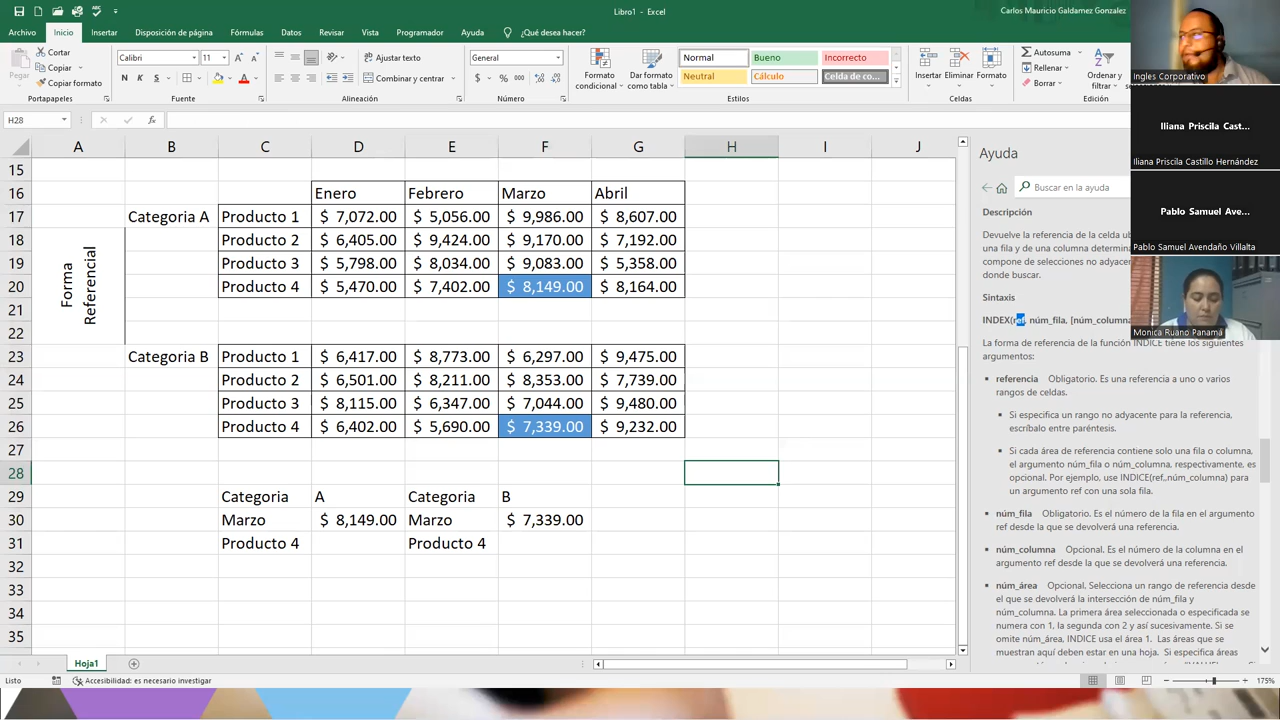 Libro1 - Excel
Carlos Mauricio Galdamez Gonzalez
Archivo Inicio Insertar Disposición de página Fórmulas Datos Revisar Vista Programador Ayuda ¿Qué desea hacer?
Pegar
Cortar
Copiar
Copiar formato
Portapapeles
Calibri 11
N K S
Fuente
Ajustar texto
Combinar y centrar
Alineación
General
$ %
Número
Formato condicional
Dar formato como tabla
Normal Bueno Incorrecto
Neutral Cálculo Celda de co...
Estilos
Insertar Eliminar Formato
Celdas
Autosuma
Rellenar
Borrar
Ordenar y
Edición
H28
fx
A B C D E F G H I J
15
16 Enero Febrero Marzo Abril
17 Categoria A Producto 1 $ 7,072.00 $ 5,056.00 $ 9,986.00 $ 8,607.00
18 Producto 2 $ 6,405.00 $ 9,424.00 $ 9,170.00 $ 7,192.00
19 Producto 3 $ 5,798.00 $ 8,034.00 $ 9,083.00 $ 5,358.00
20 Producto 4 $ 5,470.00 $ 7,402.00 $ 8,149.00 $ 8,164.00
Forma
Referencial
21
22
23 Categoria B Producto 1 $ 6,417.00 $ 8,773.00 $ 6,297.00 $ 9,475.00
24 Producto 2 $ 6,501.00 $ 8,211.00 $ 8,353.00 $ 7,739.00
25 Producto 3 $ 8,115.00 $ 6,347.00 $ 7,044.00 $ 9,480.00
26 Producto 4 $ 6,402.00 $ 5,690.00 $ 7,339.00 $ 9,232.00
27
28
29 Categoria A Categoria B
30 Marzo $ 8,149.00 Marzo $ 7,339.00
31 Producto 4 Producto 4
32
33
34
35
Hoja1
Listo
Accesibilidad: es necesario investigar
175%
Ayuda
Buscar en la ayuda
Descripción
Devuelve la referencia de la celda
una fila y de una columna
compone de selecciones no
donde buscar.
Sintaxis
INDEX(ref, núm_fila, [núm_columna
La forma de referencia de la función INDICE tiene los siguientes
argumentos:
referencia Obligatorio. Es una referencia a uno o varios
rangos de celdas.
Si especifica un rango no adyacente para la referencia,
escríbalo entre paréntesis.
Si cada área de referencia contiene solo una fila o columna,
el argumento núm_fila o núm_columna, respectivamente, es
opcional. Por ejemplo, use INDICE(ref,,núm_columna) para
un argumento ref con una sola fila.
núm_fila Obligatorio. Es el número de la fila en el argumento
ref desde la que se devolverá una referencia.
núm_columna Opcional. Es el número de la columna en el
argumento ref desde la que se devolverá una referencia.
núm_área Opcional. Selecciona un rango de referencia desde
el que se devolverá la intersección de núm_fila y
núm_columna. La primera área seleccionada o especificada se
numera con 1, la segunda con 2 y así sucesivamente. Si se
omite núm_área, INDICE usa el área 1. Las áreas que se
muestran aquí deben estar en una hoja. Si especifica áreas
Ingles Corporativo
Iliana Priscila Cast...
Iliana Priscila Castillo Hernández
Pablo Samuel Ave...
Pablo Samuel Avendaño Villalta
Monica Ruano Panamá